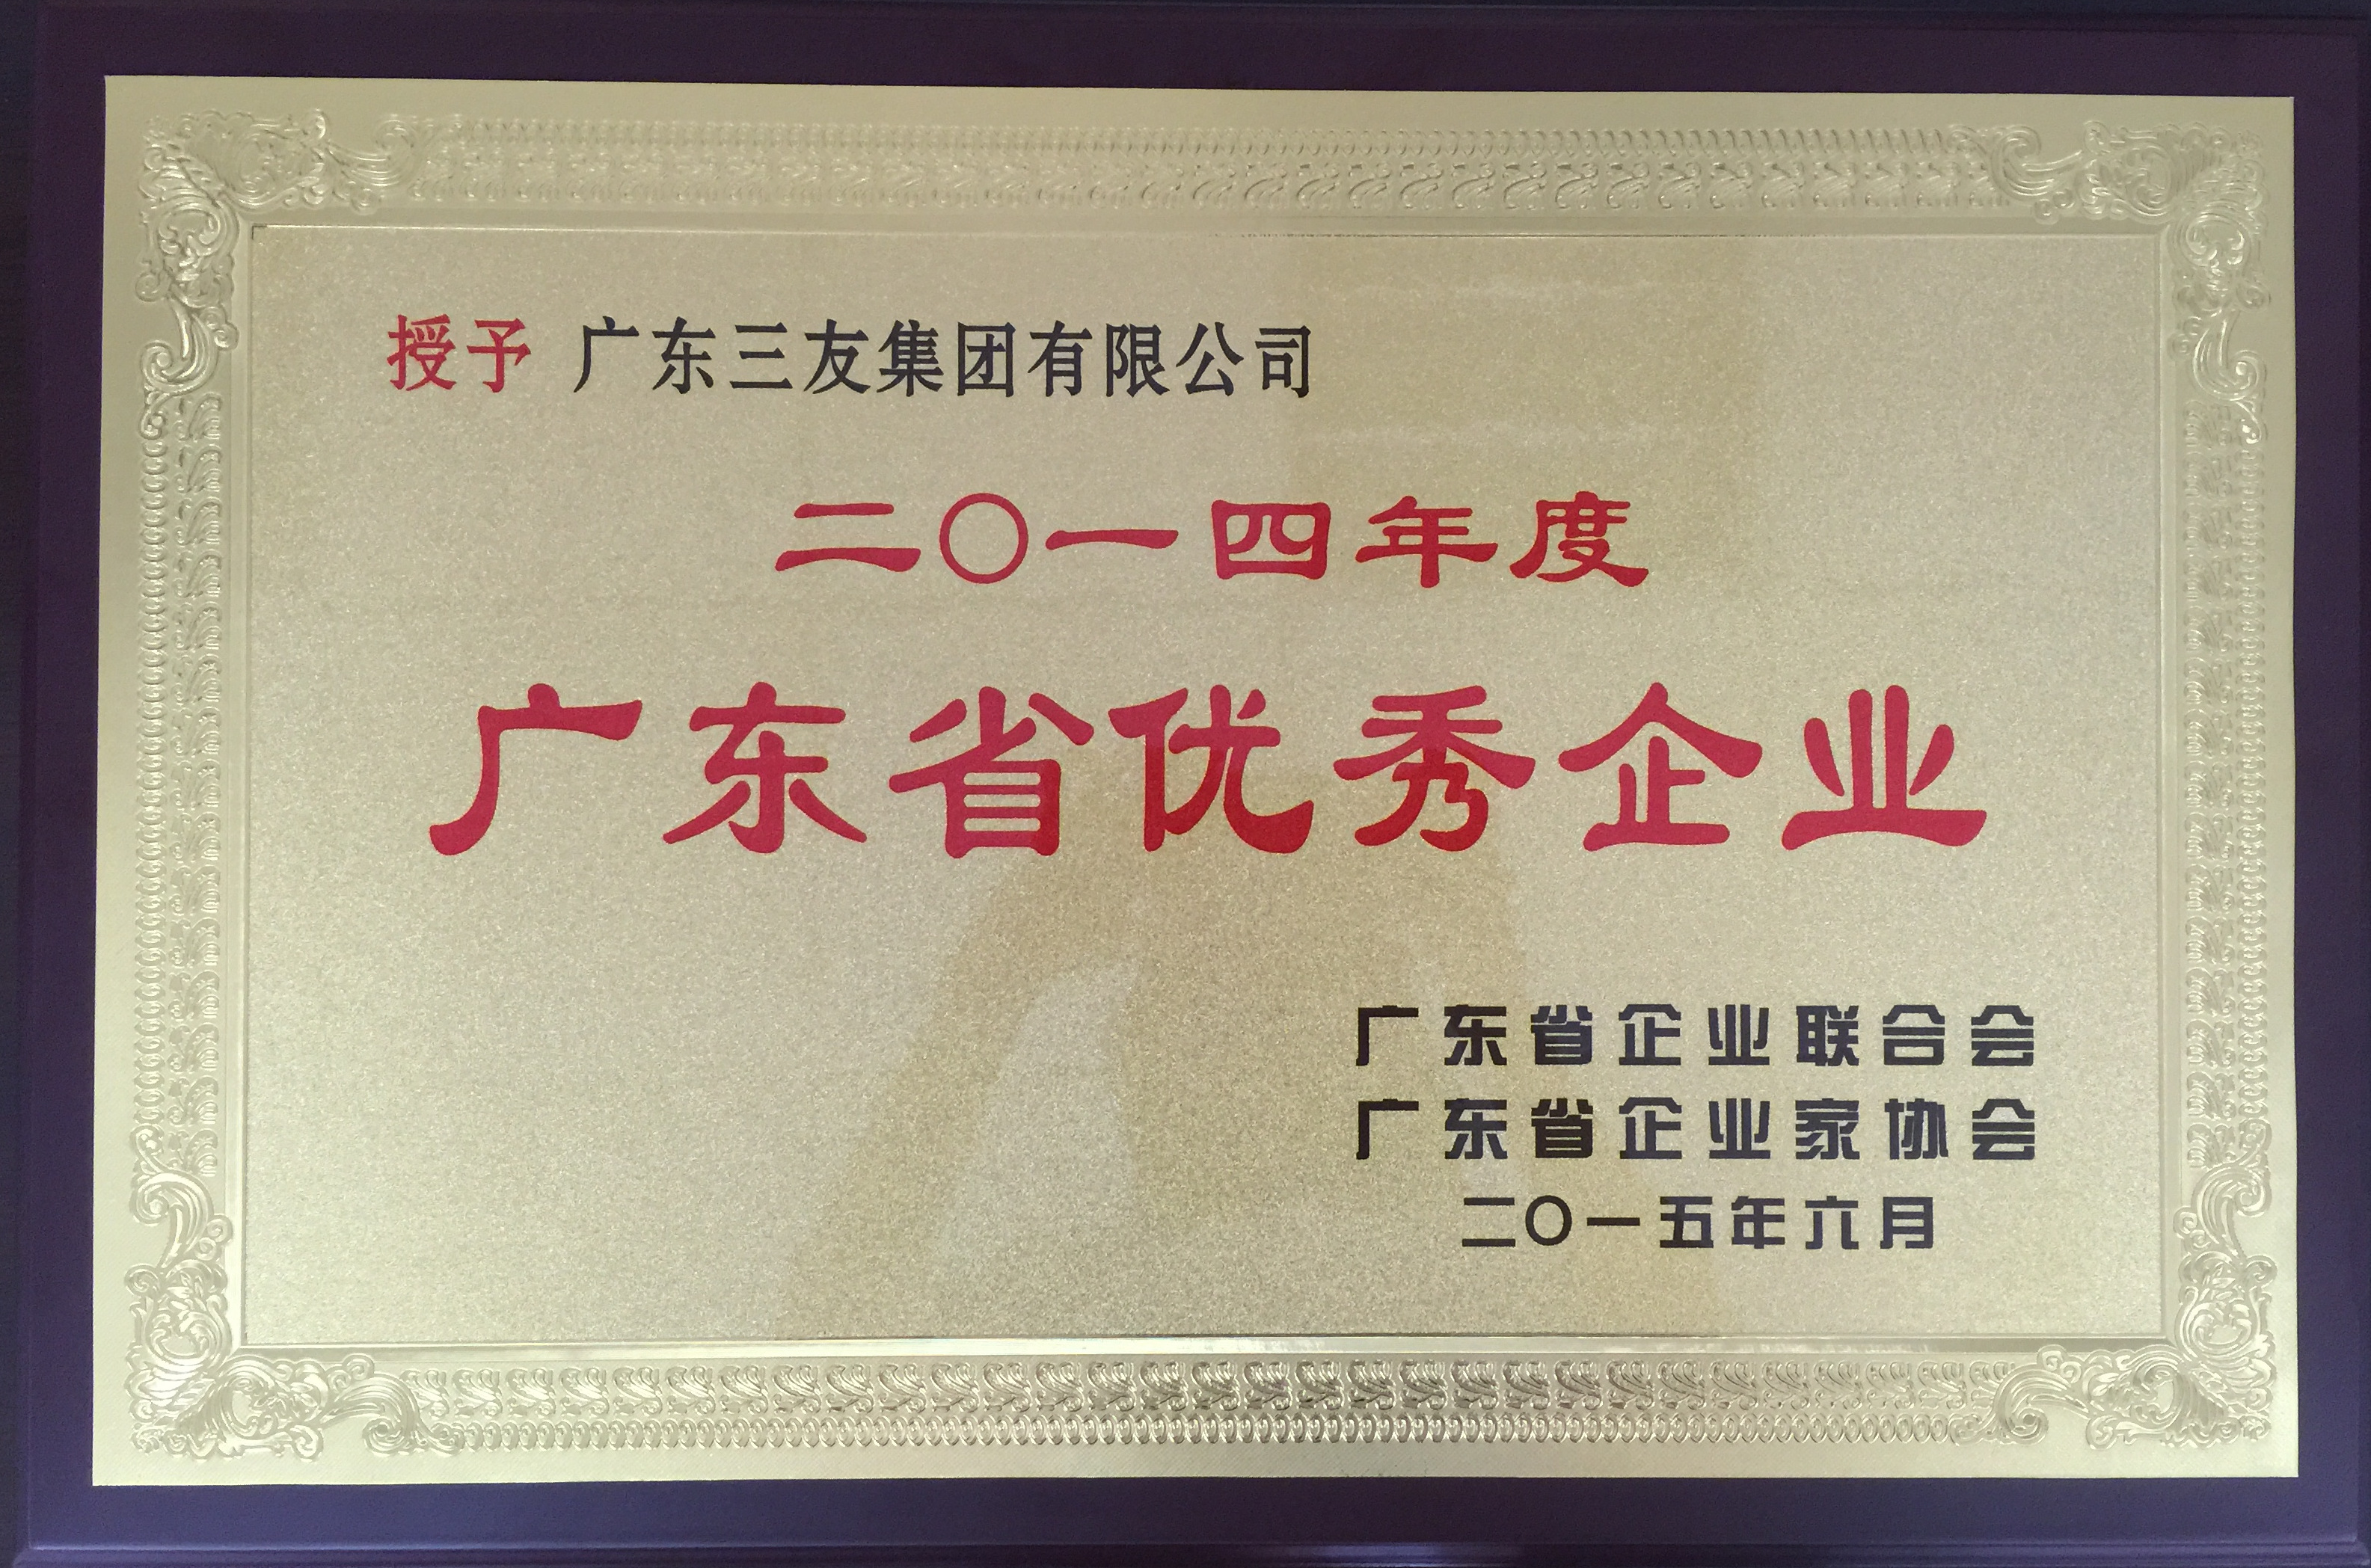 授予 广东三友集团有限公司
二〇一四年度
广东省优秀企业
广东省企业联合会
广东省企业家协会
二〇一五年六月